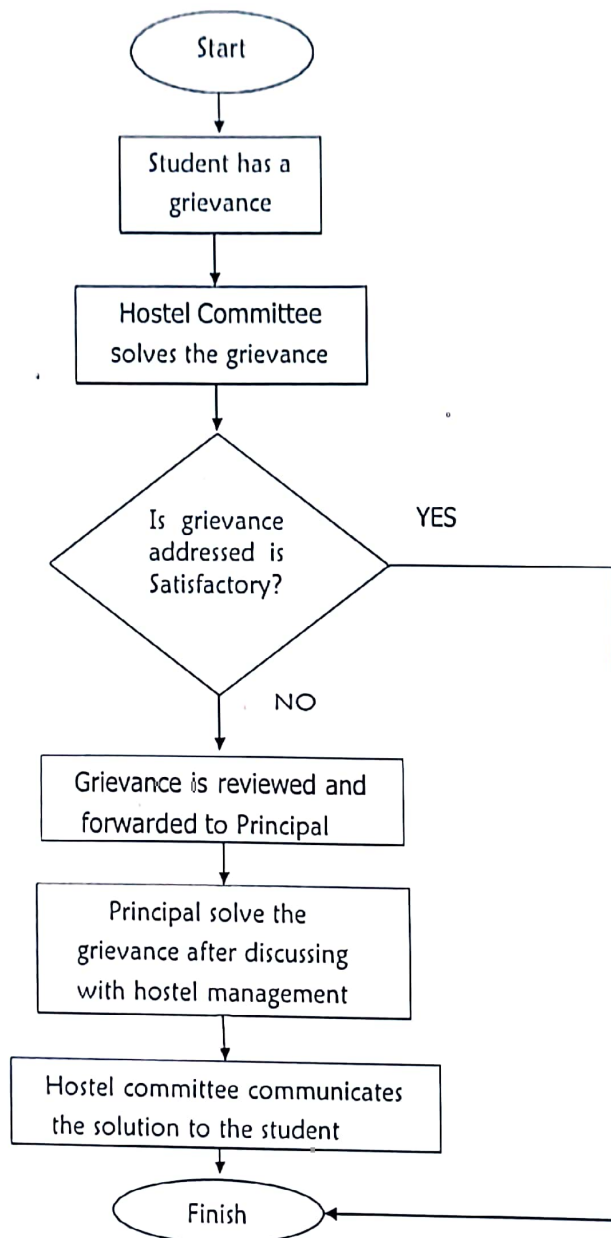 Start
Student has a
grievance
Hostel Committee
solves the grievance
Is grievance
addressed is
Satisfactory?
YES
NO
Grievance is reviewed and
forwarded to Principal
Principal solve the
grievance after discussing
with hostel management
Hostel committee communicates
the solution to the student
Finish